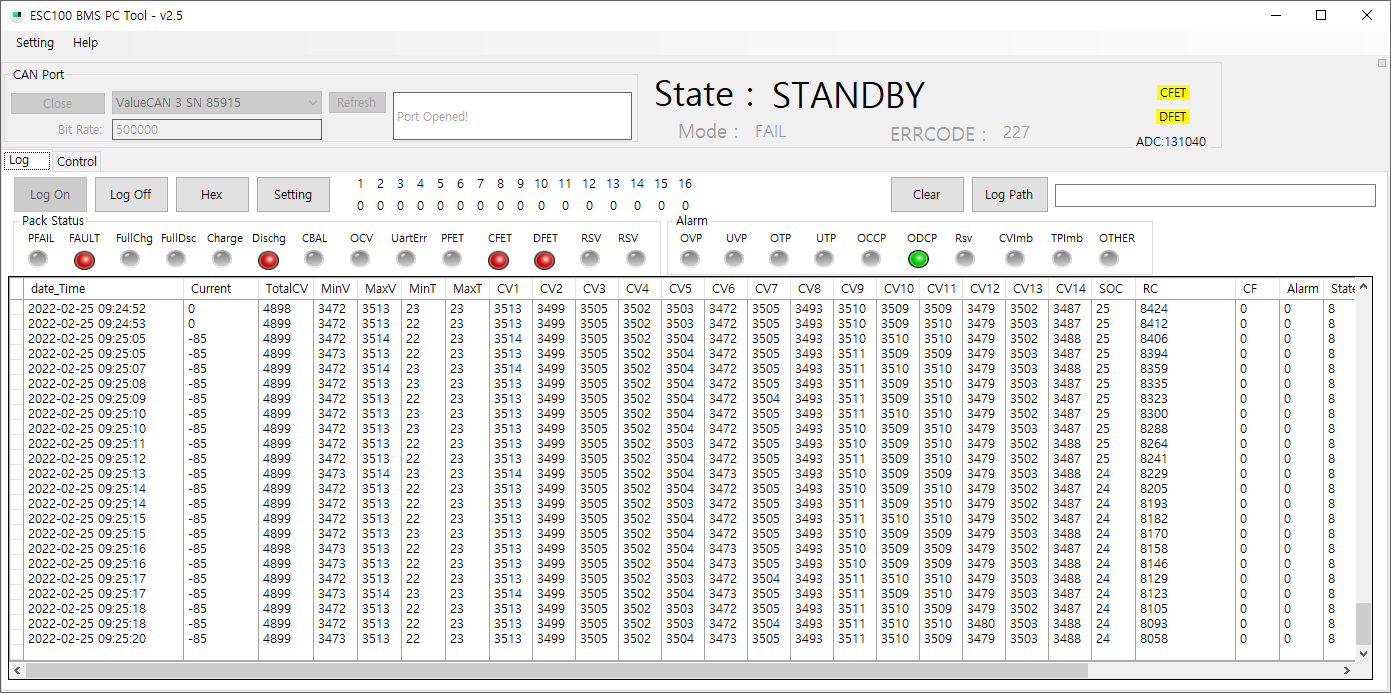 ESC100 BMS PC Tool - v2.5
Setting Help
CAN Port
Close ValueCAN 3 SN 85915 Refresh Port Opened!
Bit Rate: 500000
State : STANDBY
Mode : FAIL ERRCODE : 227
CFET
DFET
ADC:131040
Log Control
Log On Log Off Hex Setting
1 2 3 4 5 6 7 8 9 10 11 12 13 14 15 16
0 0 0 0 0 0 0 0 0 0 0 0 0 0 0 0
Clear Log Path
Pack Status
PFAIL FAULT FullChg FullDsc Charge Dischg CBAL OCV UartErr PFET CFET DFET RSV RSV
Alarm
OVP UVP OTP UTP OCCP ODCP Rsv CVImb TPImb OTHER
date_Time Current TotalCV MinV MaxV MinT MaxT CV1 CV2 CV3 CV4 CV5 CV6 CV7 CV8 CV9 CV10 CV11 CV12 CV13 CV14 SOC RC CF Alarm State
2022-02-25 09:24:52 0 4898 3472 3513 23 23 3513 3499 3505 3502 3503 3472 3505 3493 3510 3509 3509 3479 3502 3487 25 8424 0 0 8
2022-02-25 09:24:53 0 4899 3472 3513 23 23 3513 3499 3505 3502 3504 3472 3505 3493 3510 3509 3510 3479 3503 3487 25 8412 0 0 8
2022-02-25 09:25:05 -85 4899 3472 3514 22 23 3514 3499 3505 3502 3504 3472 3505 3493 3510 3510 3510 3479 3502 3488 25 8406 0 0 8
2022-02-25 09:25:05 -85 4899 3473 3513 22 23 3513 3499 3505 3502 3504 3473 3505 3493 3511 3509 3509 3479 3503 3487 25 8394 0 0 8
2022-02-25 09:25:07 -85 4899 3472 3514 23 23 3514 3499 3505 3502 3504 3472 3505 3493 3511 3510 3510 3479 3503 3488 25 8359 0 0 8
2022-02-25 09:25:08 -85 4899 3472 3513 22 23 3513 3499 3505 3502 3504 3472 3505 3493 3511 3509 3510 3479 3503 3487 25 8335 0 0 8
2022-02-25 09:25:09 -85 4899 3472 3513 22 23 3513 3499 3505 3502 3504 3472 3504 3493 3511 3509 3510 3479 3502 3487 25 8323 0 0 8
2022-02-25 09:25:10 -85 4899 3472 3513 22 23 3513 3499 3505 3502 3504 3472 3505 3493 3511 3510 3510 3479 3502 3487 25 8300 0 0 8
2022-02-25 09:25:10 -85 4899 3472 3513 23 23 3513 3499 3505 3502 3504 3472 3505 3493 3510 3509 3510 3479 3503 3487 25 8288 0 0 8
2022-02-25 09:25:11 -85 4899 3472 3513 22 23 3513 3499 3505 3502 3503 3472 3505 3493 3510 3509 3510 3479 3502 3488 25 8264 0 0 8
2022-02-25 09:25:12 -85 4899 3472 3513 22 23 3513 3499 3505 3502 3504 3472 3505 3493 3511 3509 3510 3479 3502 3487 25 8241 0 0 8
2022-02-25 09:25:13 -85 4899 3473 3514 23 23 3514 3499 3505 3502 3504 3473 3505 3493 3510 3509 3509 3479 3503 3488 24 8229 0 0 8
2022-02-25 09:25:14 -85 4899 3472 3513 22 23 3513 3499 3505 3502 3504 3472 3505 3493 3510 3509 3510 3479 3502 3487 24 8205 0 0 8
2022-02-25 09:25:14 -85 4899 3472 3513 22 23 3513 3499 3505 3502 3503 3472 3505 3493 3511 3509 3510 3479 3503 3487 24 8193 0 0 8
2022-02-25 09:25:15 -85 4899 3472 3513 22 23 3513 3499 3505 3502 3504 3472 3505 3493 3511 3510 3510 3479 3502 3487 24 8182 0 0 8
2022-02-25 09:25:15 -85 4899 3472 3513 22 23 3513 3499 3505 3502 3504 3472 3505 3493 3511 3509 3510 3479 3503 3487 24 8170 0 0 8
2022-02-25 09:25:16 -85 4898 3473 3513 22 23 3513 3499 3505 3502 3504 3473 3505 3493 3510 3509 3509 3479 3502 3487 24 8158 0 0 8
2022-02-25 09:25:16 -85 4899 3473 3513 22 23 3513 3499 3505 3502 3504 3473 3505 3493 3510 3509 3509 3479 3503 3488 24 8146 0 0 8
2022-02-25 09:25:17 -85 4899 3472 3513 22 23 3513 3499 3505 3502 3503 3472 3504 3493 3511 3510 3510 3479 3503 3488 24 8129 0 0 8
2022-02-25 09:25:17 -85 4899 3473 3514 23 23 3514 3499 3505 3502 3504 3473 3505 3493 3511 3510 3509 3479 3503 3488 24 8123 0 0 8
2022-02-25 09:25:18 -85 4899 3472 3513 22 23 3513 3499 3505 3502 3503 3472 3505 3493 3511 3510 3509 3479 3503 3488 24 8105 0 0 8
2022-02-25 09:25:18 -85 4899 3472 3513 22 23 3513 3499 3505 3502 3503 3472 3504 3493 3511 3510 3510 3480 3503 3488 24 8093 0 0 8
2022-02-25 09:25:20 -85 4899 3473 3513 22 23 3513 3499 3505 3502 3504 3473 3505 3493 3511 3510 3509 3479 3503 3488 24 8058 0 0 8